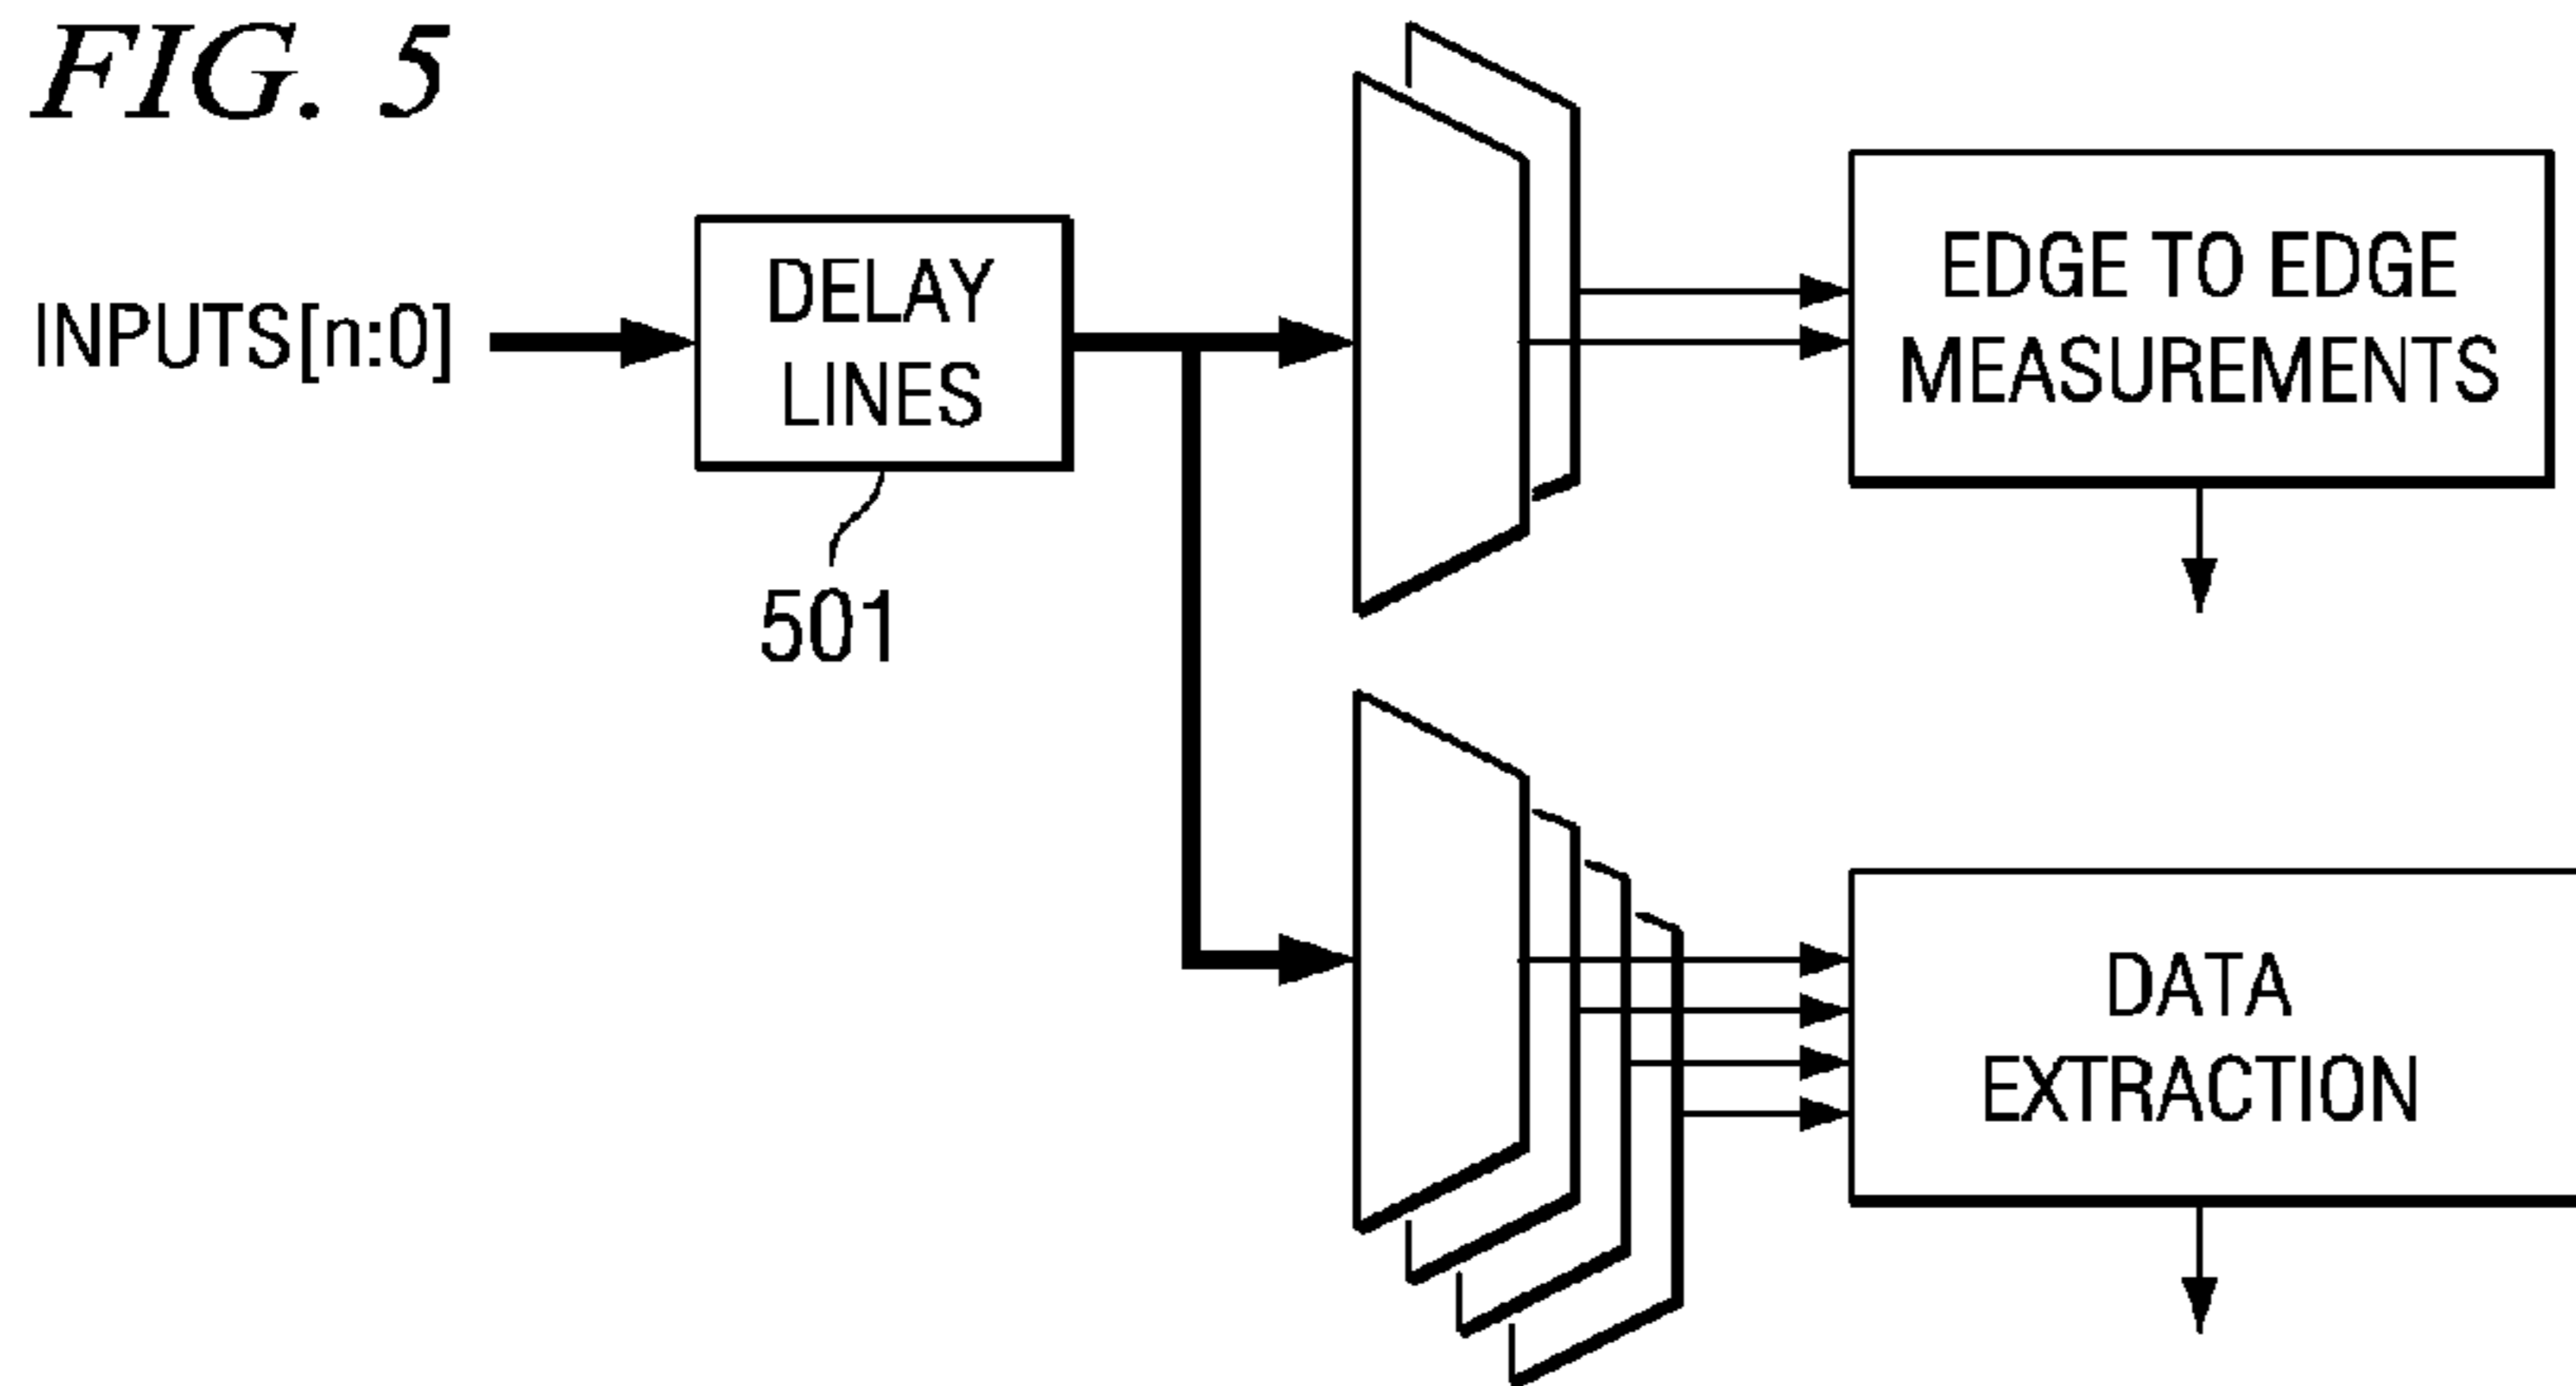 FIG. 5
INPUTS[n:0]
DELAY
LINES
501
EDGE TO EDGE
MEASUREMENTS
DATA
EXTRACTION